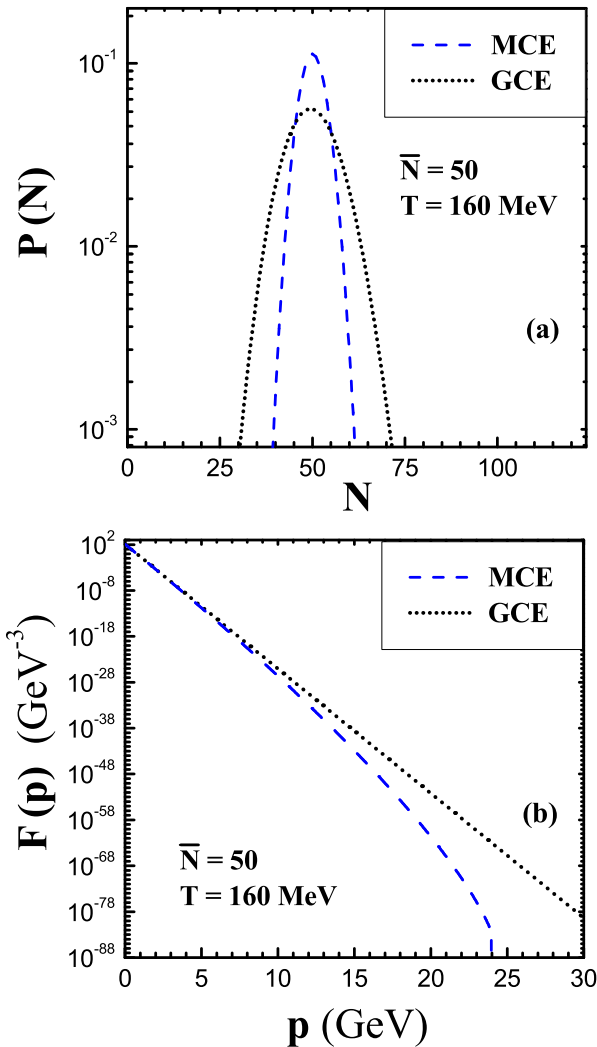 MCE
GCE
N̅ = 50
T = 160 MeV
(a)
P (N)
10⁻¹
10⁻²
10⁻³
0 25 50 75 100
N
MCE
GCE
F (p) (GeV⁻³)
10²
10⁻⁸
10⁻¹⁸
10⁻²⁸
10⁻³⁸
10⁻⁴⁸
10⁻⁵⁸
10⁻⁶⁸
10⁻⁷⁸
10⁻⁸⁸
(b)
N̅ = 50
T = 160 MeV
0 5 10 15 20 25 30
p (GeV)